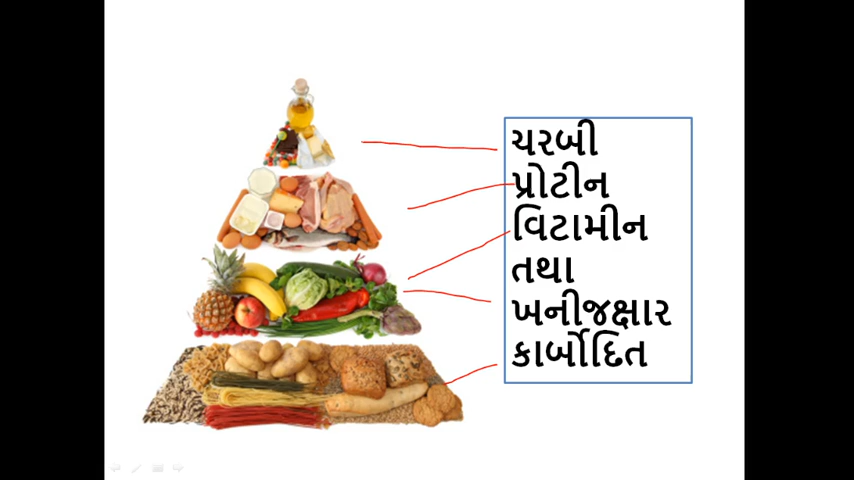 ચરબી
પ્રોટીન
વિટામીન
તથા
ખનીજક્ષાર
કાર્બોદિત